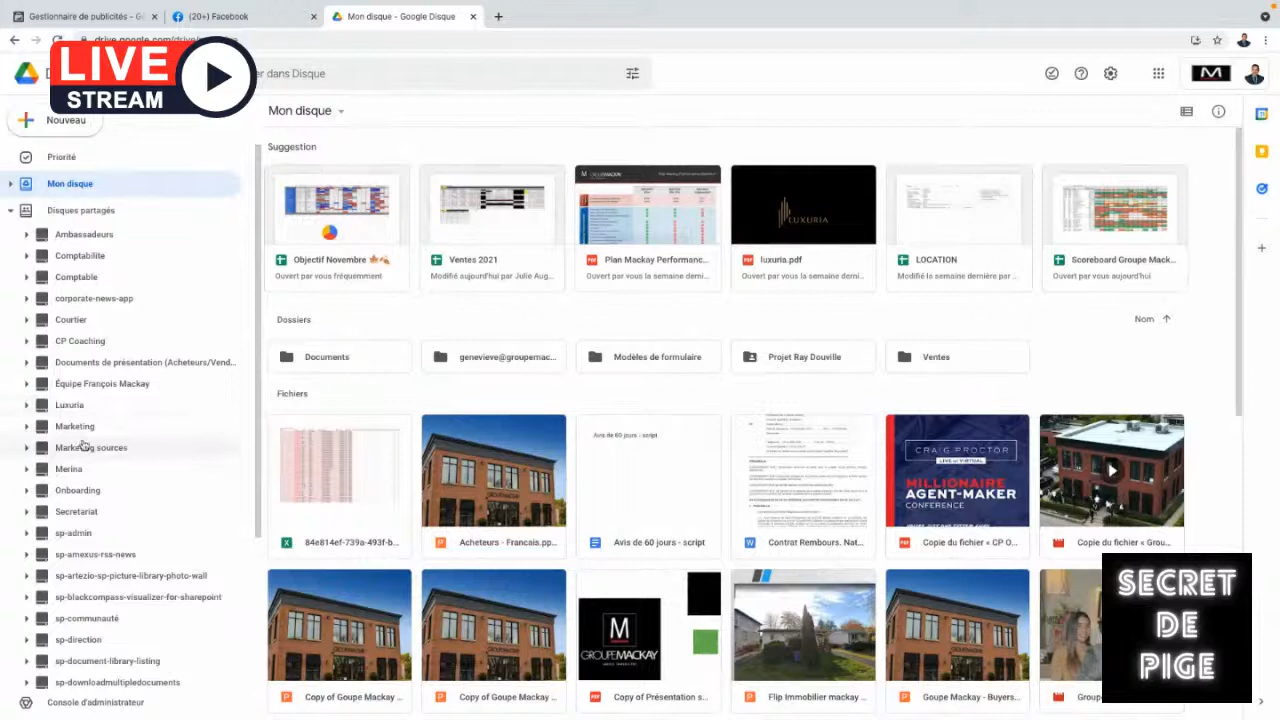 Gestionnaire de publicités - Ge
(20+) Facebook
Mon disque - Google Disque
LIVE
STREAM
er dans Disque
Nouveau
Mon disque
Priorité
Mon disque
Disques partagés
Ambassadeurs
Comptabilite
Comptable
corporate-news-app
Courtier
CP Coaching
Documents de présentation (Acheteurs/Vend...
Équipe François Mackay
Luxuria
Marketing
Marketing sources
Merina
Onboarding
Secretariat
sp-admin
sp-amexus-rss-news
sp-artezio-sp-picture-library-photo-wall
sp-blackcompass-visualizer-for-sharepoint
sp-communauté
sp-direction
sp-document-library-listing
sp-downloadmultipledocuments
Console d'administrateur
Suggestion
GROUPEMACKAY
LUXURIA
Objectif Novembre
Ouvert par vous fréquemment
Ventes 2021
Modifié aujourd'hui par Julie Aug...
Plan Mackay Performanc...
Ouvert par vous la semaine derni...
luxuria.pdf
Ouvert par vous la semaine derni...
LOCATION
Modifié la semaine dernière par ...
Scoreboard Groupe Mack...
Ouvert par vous aujourd'hui
Dossiers
Nom
Documents
genevieve@groupemac...
Modèles de formulaire
Projet Ray Douville
Ventes
Fichiers
Avis de 60 jours - script
CRAIG PROCTOR
LIVE or VIRTUAL
MILLIONAIRE
AGENT-MAKER
CONFERENCE
84e814ef-739a-493f-b...
Acheteurs - Francais.pp...
Avis de 60 jours - script
Contrat Rembours. Nat...
Copie du fichier « CP O...
Copie du fichier « Grou...
M
GROUPEMACKAY
Copy of Goupe Mackay ...
Copy of Goupe Mackay ...
Copy of Présentation s...
Flip Immobilier mackay ...
Goupe Mackay - Buyers...
Group
SECRET
DE
PIGE